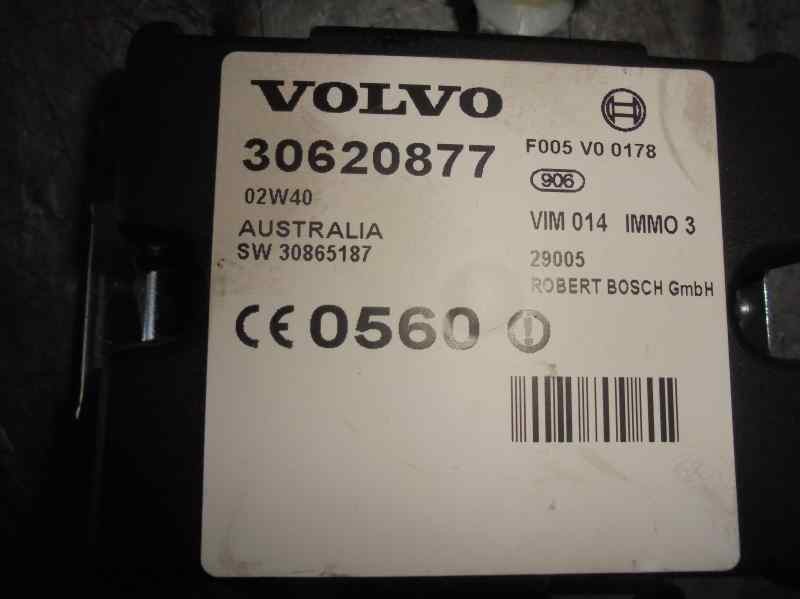 VOLVO
30620877
02W40
AUSTRALIA
SW 30865187
CE 0560
F005 V0 0178
906
VIM 014 IMMO 3
29005
ROBERT BOSCH GmbH